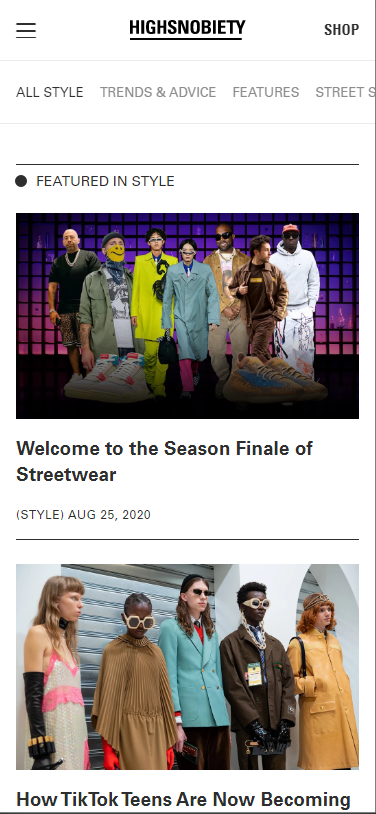 HIGHSNOBIETY
SHOP
ALL STYLE TRENDS & ADVICE FEATURES STREET S
FEATURED IN STYLE
Welcome to the Season Finale of
Streetwear
(STYLE) AUG 25, 2020
How TikTok Teens Are Now Becoming